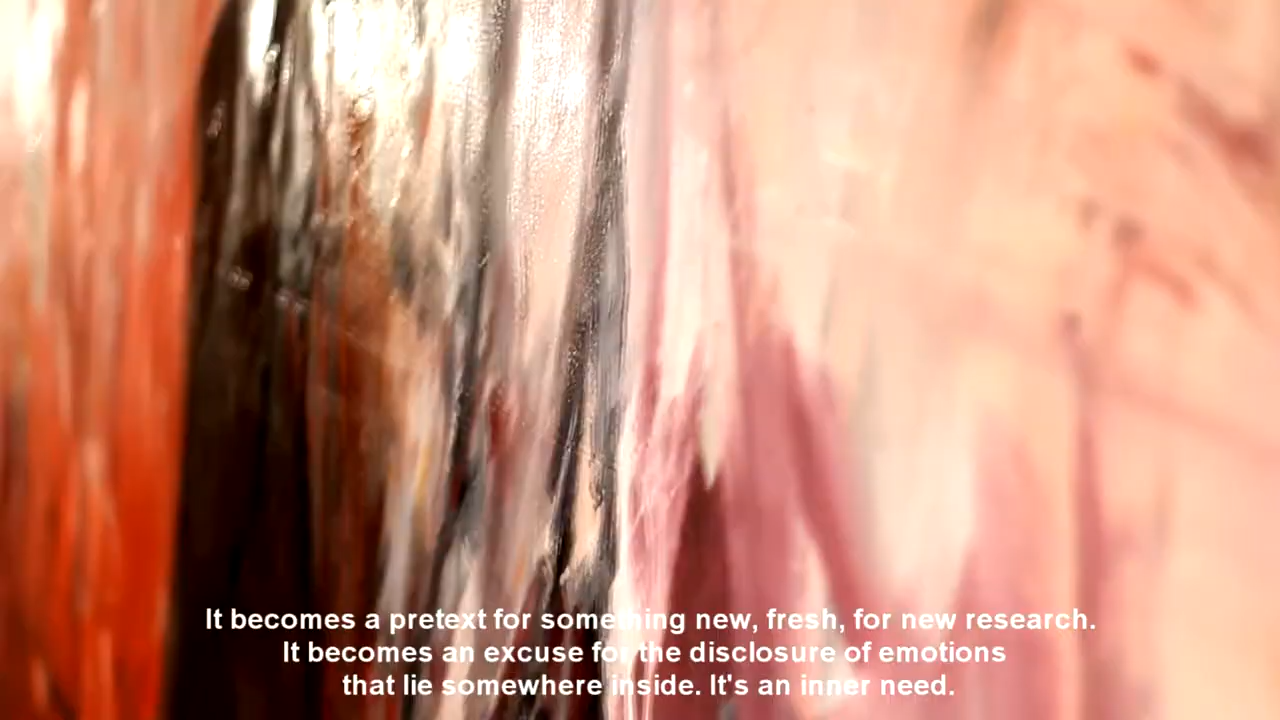 It becomes a pretext for something new, fresh, for new research.
It becomes an excuse for the disclosure of emotions
that lie somewhere inside. It's an inner need.